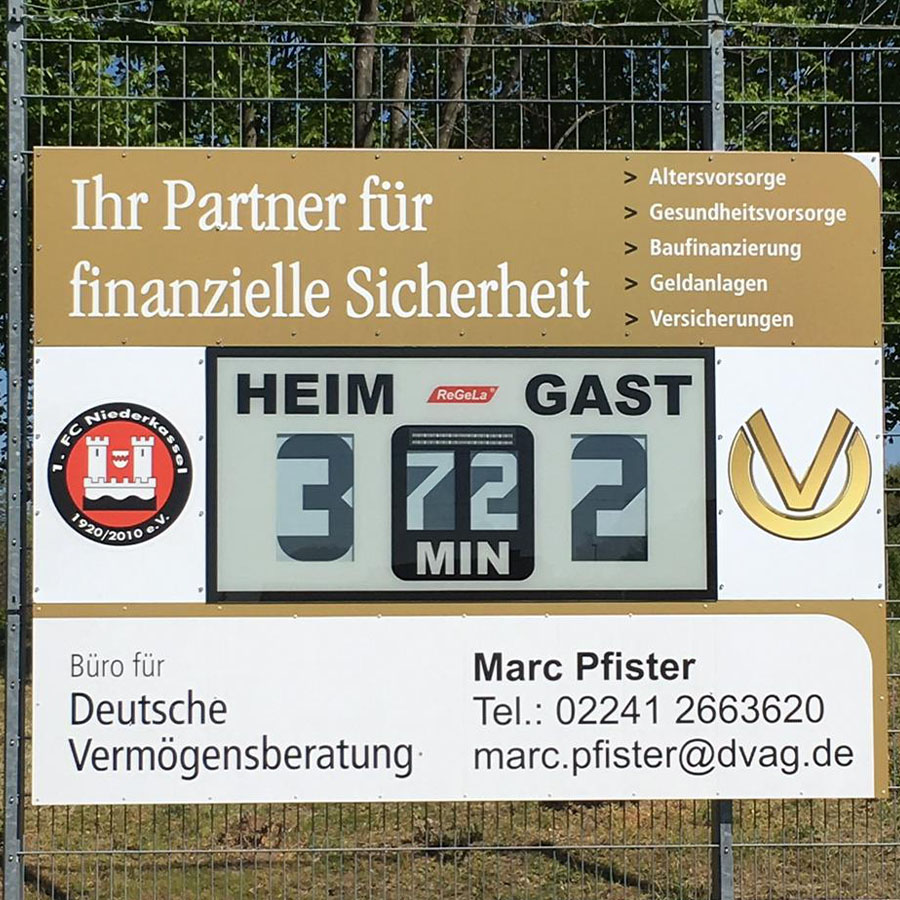 Ihr Partner für
finanzielle Sicherheit
> Altersvorsorge
> Gesundheitsvorsorge
> Baufinanzierung
> Geldanlagen
> Versicherungen
HEIM
ReGeLa®
GAST
3
72
2
MIN
1. FC Niederkassel
1920/2010 e.V.
Büro für
Deutsche
Vermögensberatung
Marc Pfister
Tel.: 02241 2663620
marc.pfister@dvag.de